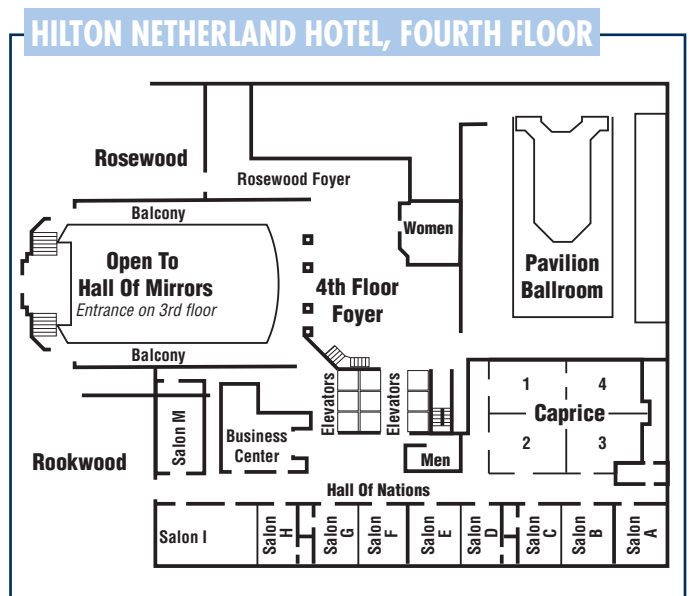 HILTON NETHERLAND HOTEL, FOURTH FLOOR
Rosewood
Rosewood Foyer
Balcony
Women
Open To
Hall Of Mirrors
Entrance on 3rd floor
4th Floor
Foyer
Pavilion
Ballroom
Balcony
Elevators
Elevators
1
4
Caprice
2
3
Salon M
Business
Center
Men
Rookwood
Hall Of Nations
Salon I
Salon
H
Salon
G
Salon
F
Salon
E
Salon
D
Salon
C
Salon
B
Salon
A